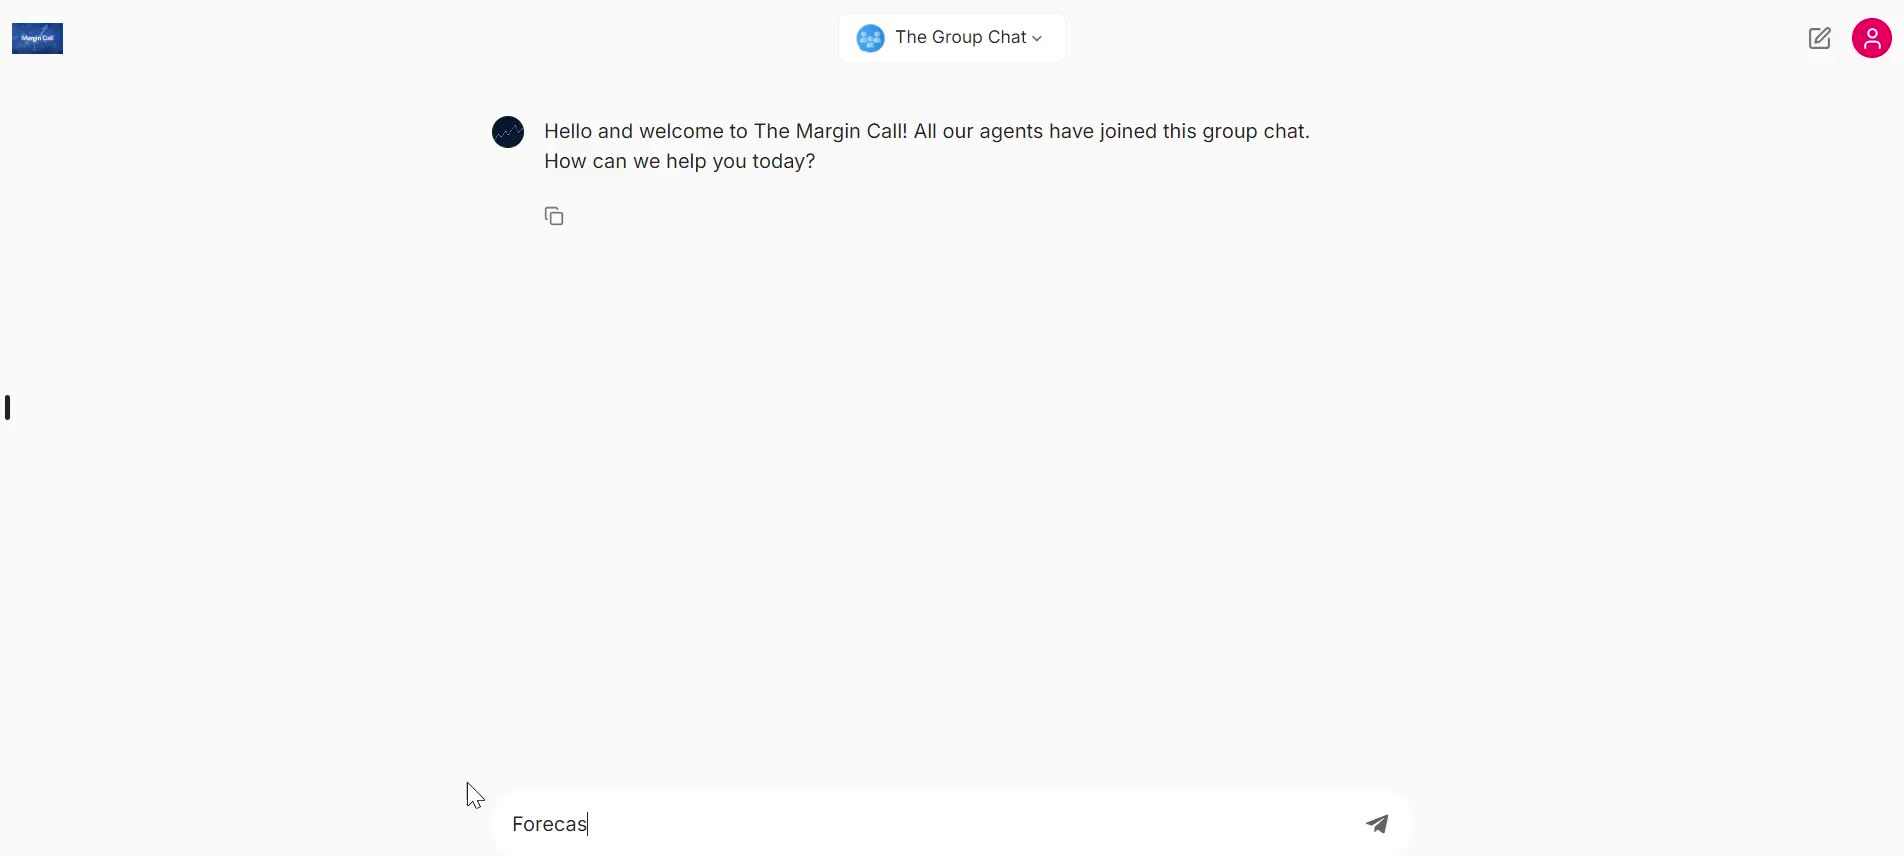 Margin Call
The Group Chat
Hello and welcome to The Margin Call! All our agents have joined this group chat.
How can we help you today?
Forecas